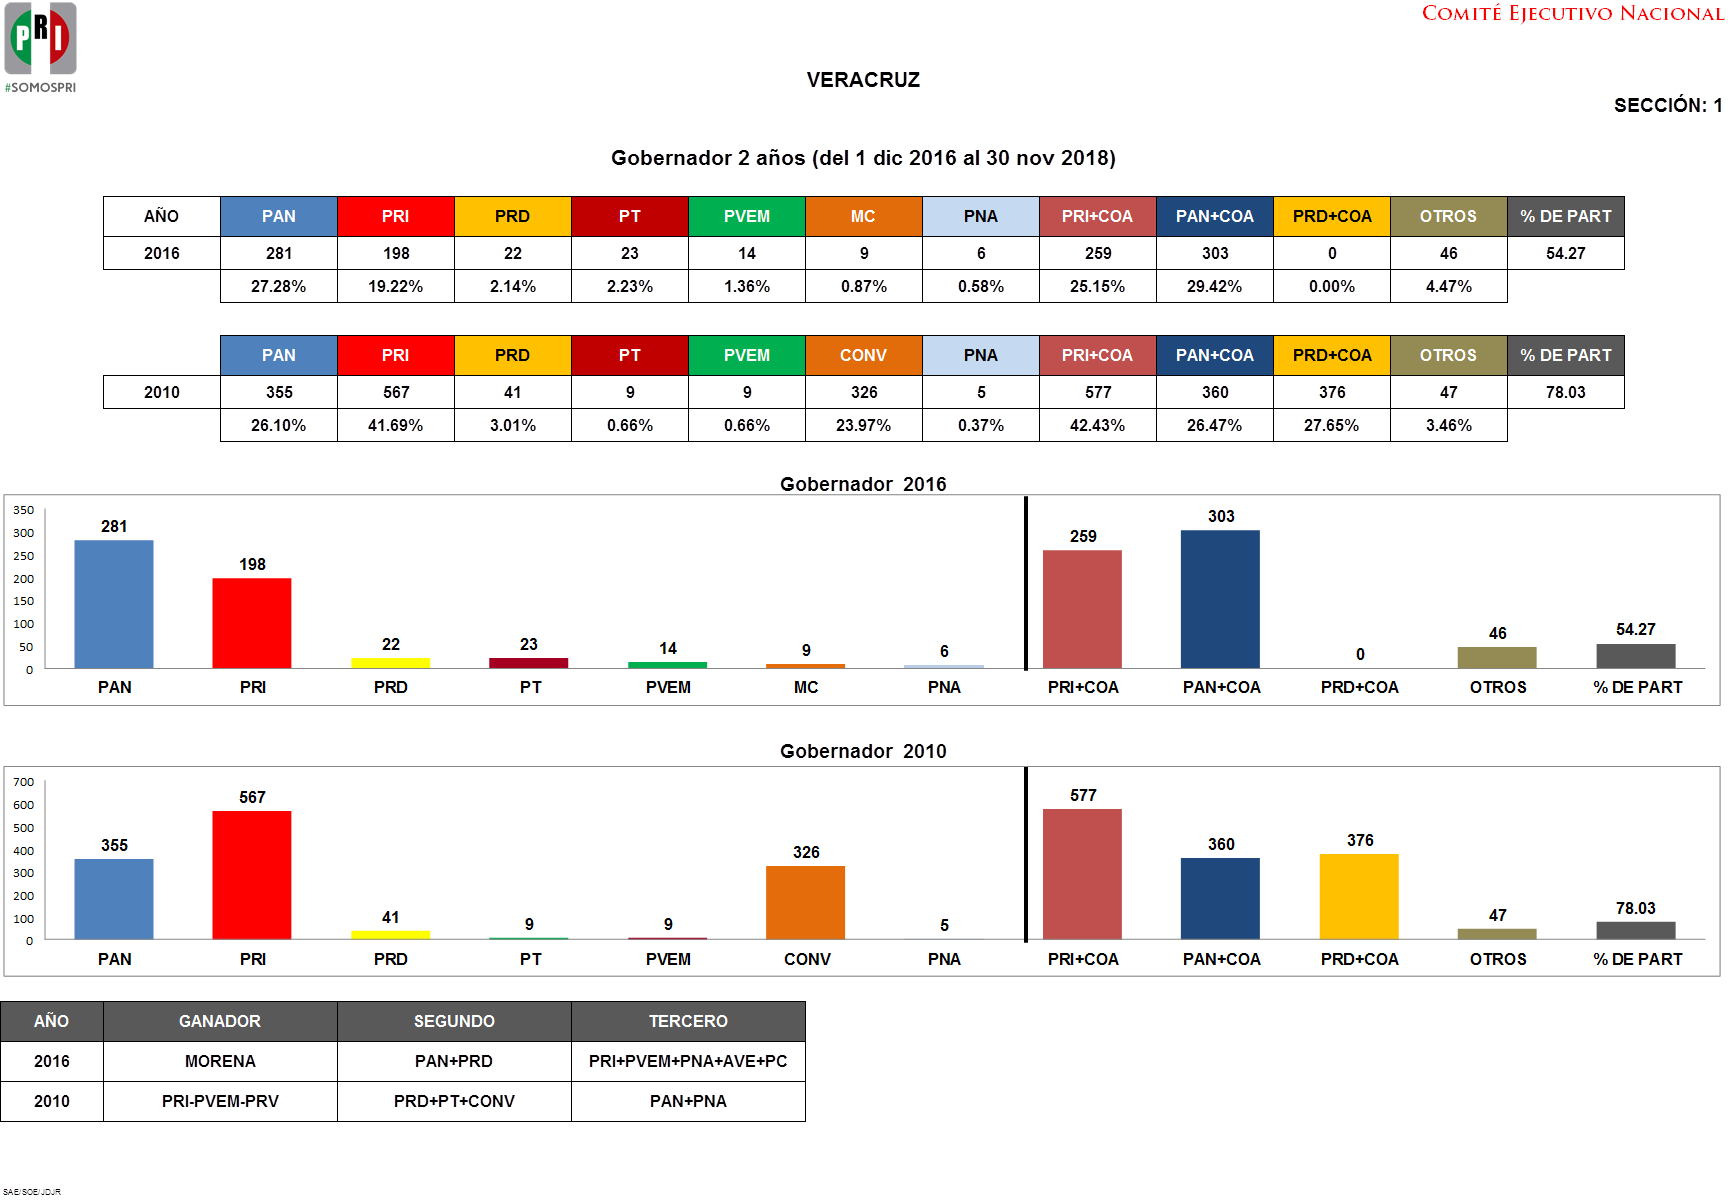 COMITÉ EJECUTIVO NACIONAL
PRI
#SOMOSPRI
VERACRUZ
SECCIÓN: 1
Gobernador 2 años (del 1 dic 2016 al 30 nov 2018)
AÑO PAN PRI PRD PT PVEM MC PNA PRI+COA PAN+COA PRD+COA OTROS % DE PART
2016 281 198 22 23 14 9 6 259 303 0 46 54.27
27.28% 19.22% 2.14% 2.23% 1.36% 0.87% 0.58% 25.15% 29.42% 0.00% 4.47%
PAN PRI PRD PT PVEM CONV PNA PRI+COA PAN+COA PRD+COA OTROS % DE PART
2010 355 567 41 9 9 326 5 577 360 376 47 78.03
26.10% 41.69% 3.01% 0.66% 0.66% 23.97% 0.37% 42.43% 26.47% 27.65% 3.46%
Gobernador 2016
350
300
250
200
150
100
50
0
281 198 22 23 14 9 6 259 303 0 46 54.27
PAN PRI PRD PT PVEM MC PNA PRI+COA PAN+COA PRD+COA OTROS % DE PART
Gobernador 2010
700
600
500
400
300
200
100
0
355 567 41 9 9 326 5 577 360 376 47 78.03
PAN PRI PRD PT PVEM CONV PNA PRI+COA PAN+COA PRD+COA OTROS % DE PART
AÑO GANADOR SEGUNDO TERCERO
2016 MORENA PAN+PRD PRI+PVEM+PNA+AVE+PC
2010 PRI-PVEM-PRV PRD+PT+CONV PAN+PNA
SAE/SOE/JDJR